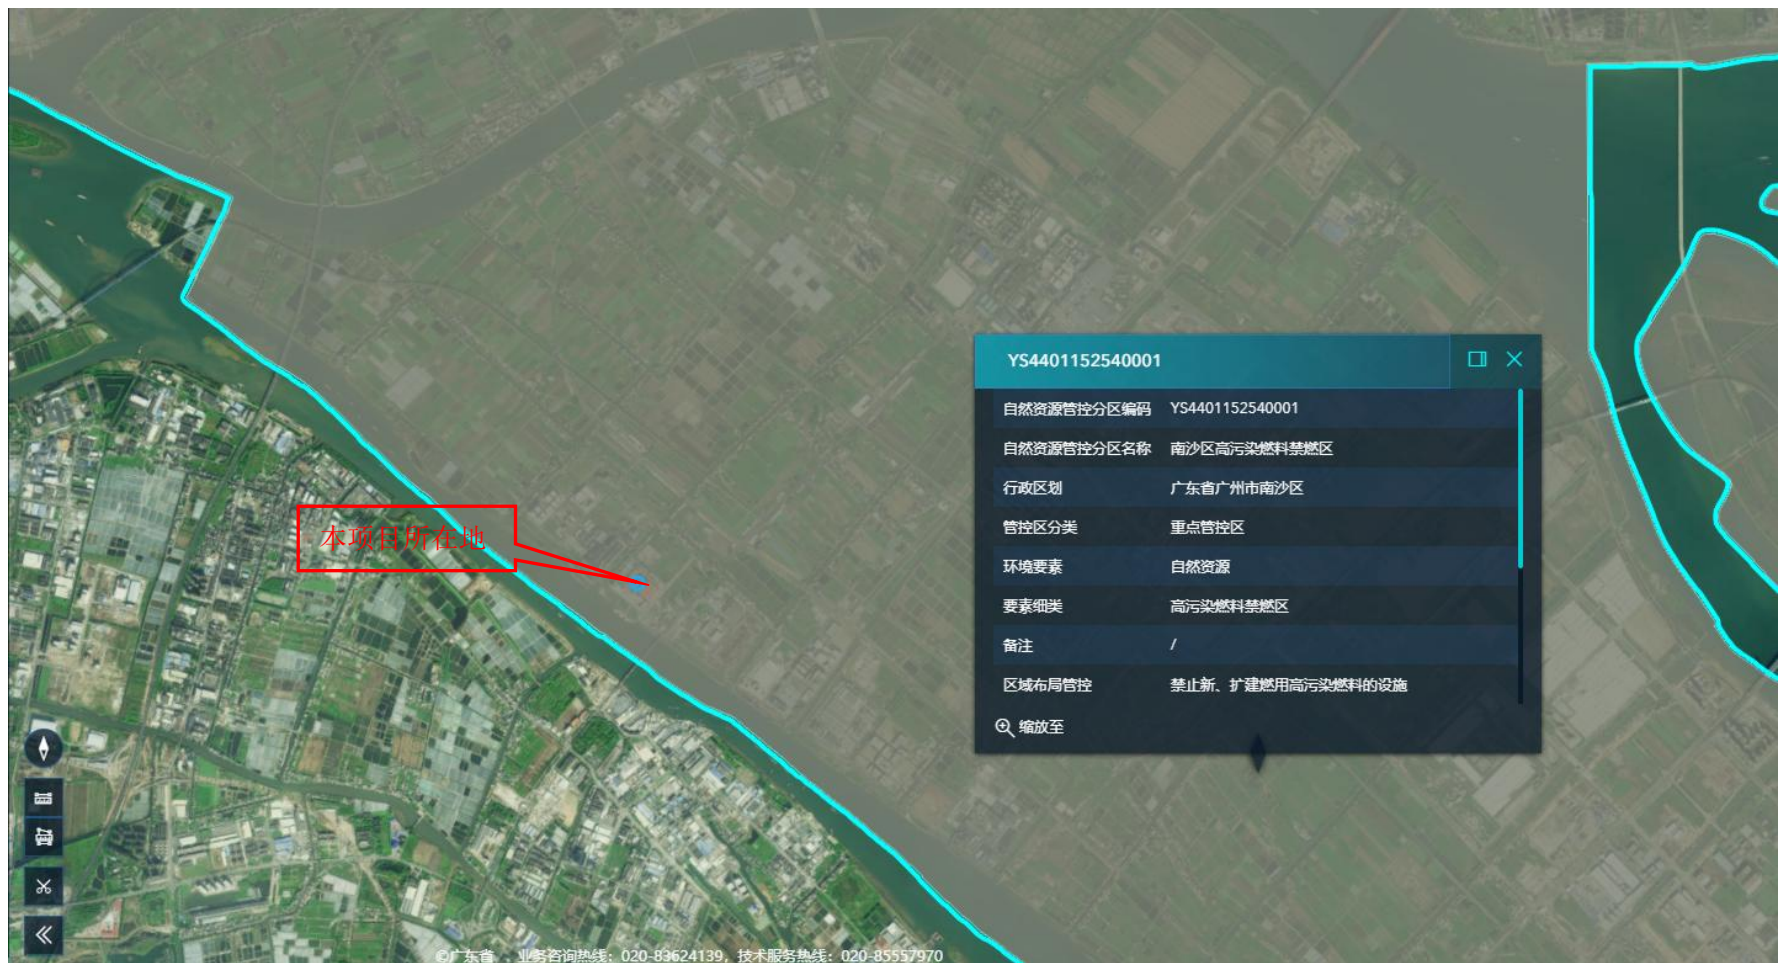 YS4401152540001
自然资源管控分区编码 YS4401152540001
自然资源管控分区名称 南沙区高污染燃料禁燃区
行政区划 广东省广州市南沙区
管控区分类 重点管控区
环境要素 自然资源
要素细类 高污染燃料禁燃区
备注 /
区域布局管控 禁止新、扩建燃用高污染燃料的设施
缩放至
本项目所在地
©广东省 , 业务咨询热线：020-83624139，技术服务热线：020-85557970